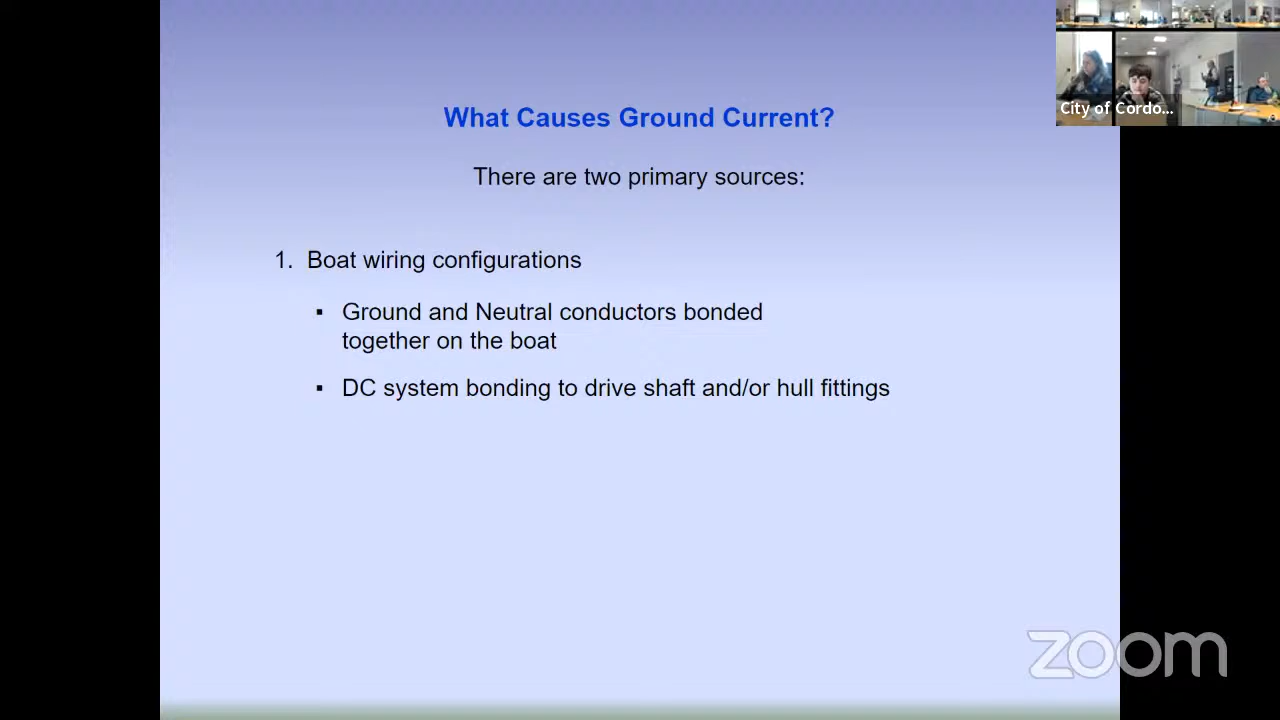 What Causes Ground Current?
There are two primary sources:
1. Boat wiring configurations
▪ Ground and Neutral conductors bonded
together on the boat
▪ DC system bonding to drive shaft and/or hull fittings
City of Cordo...
zoom